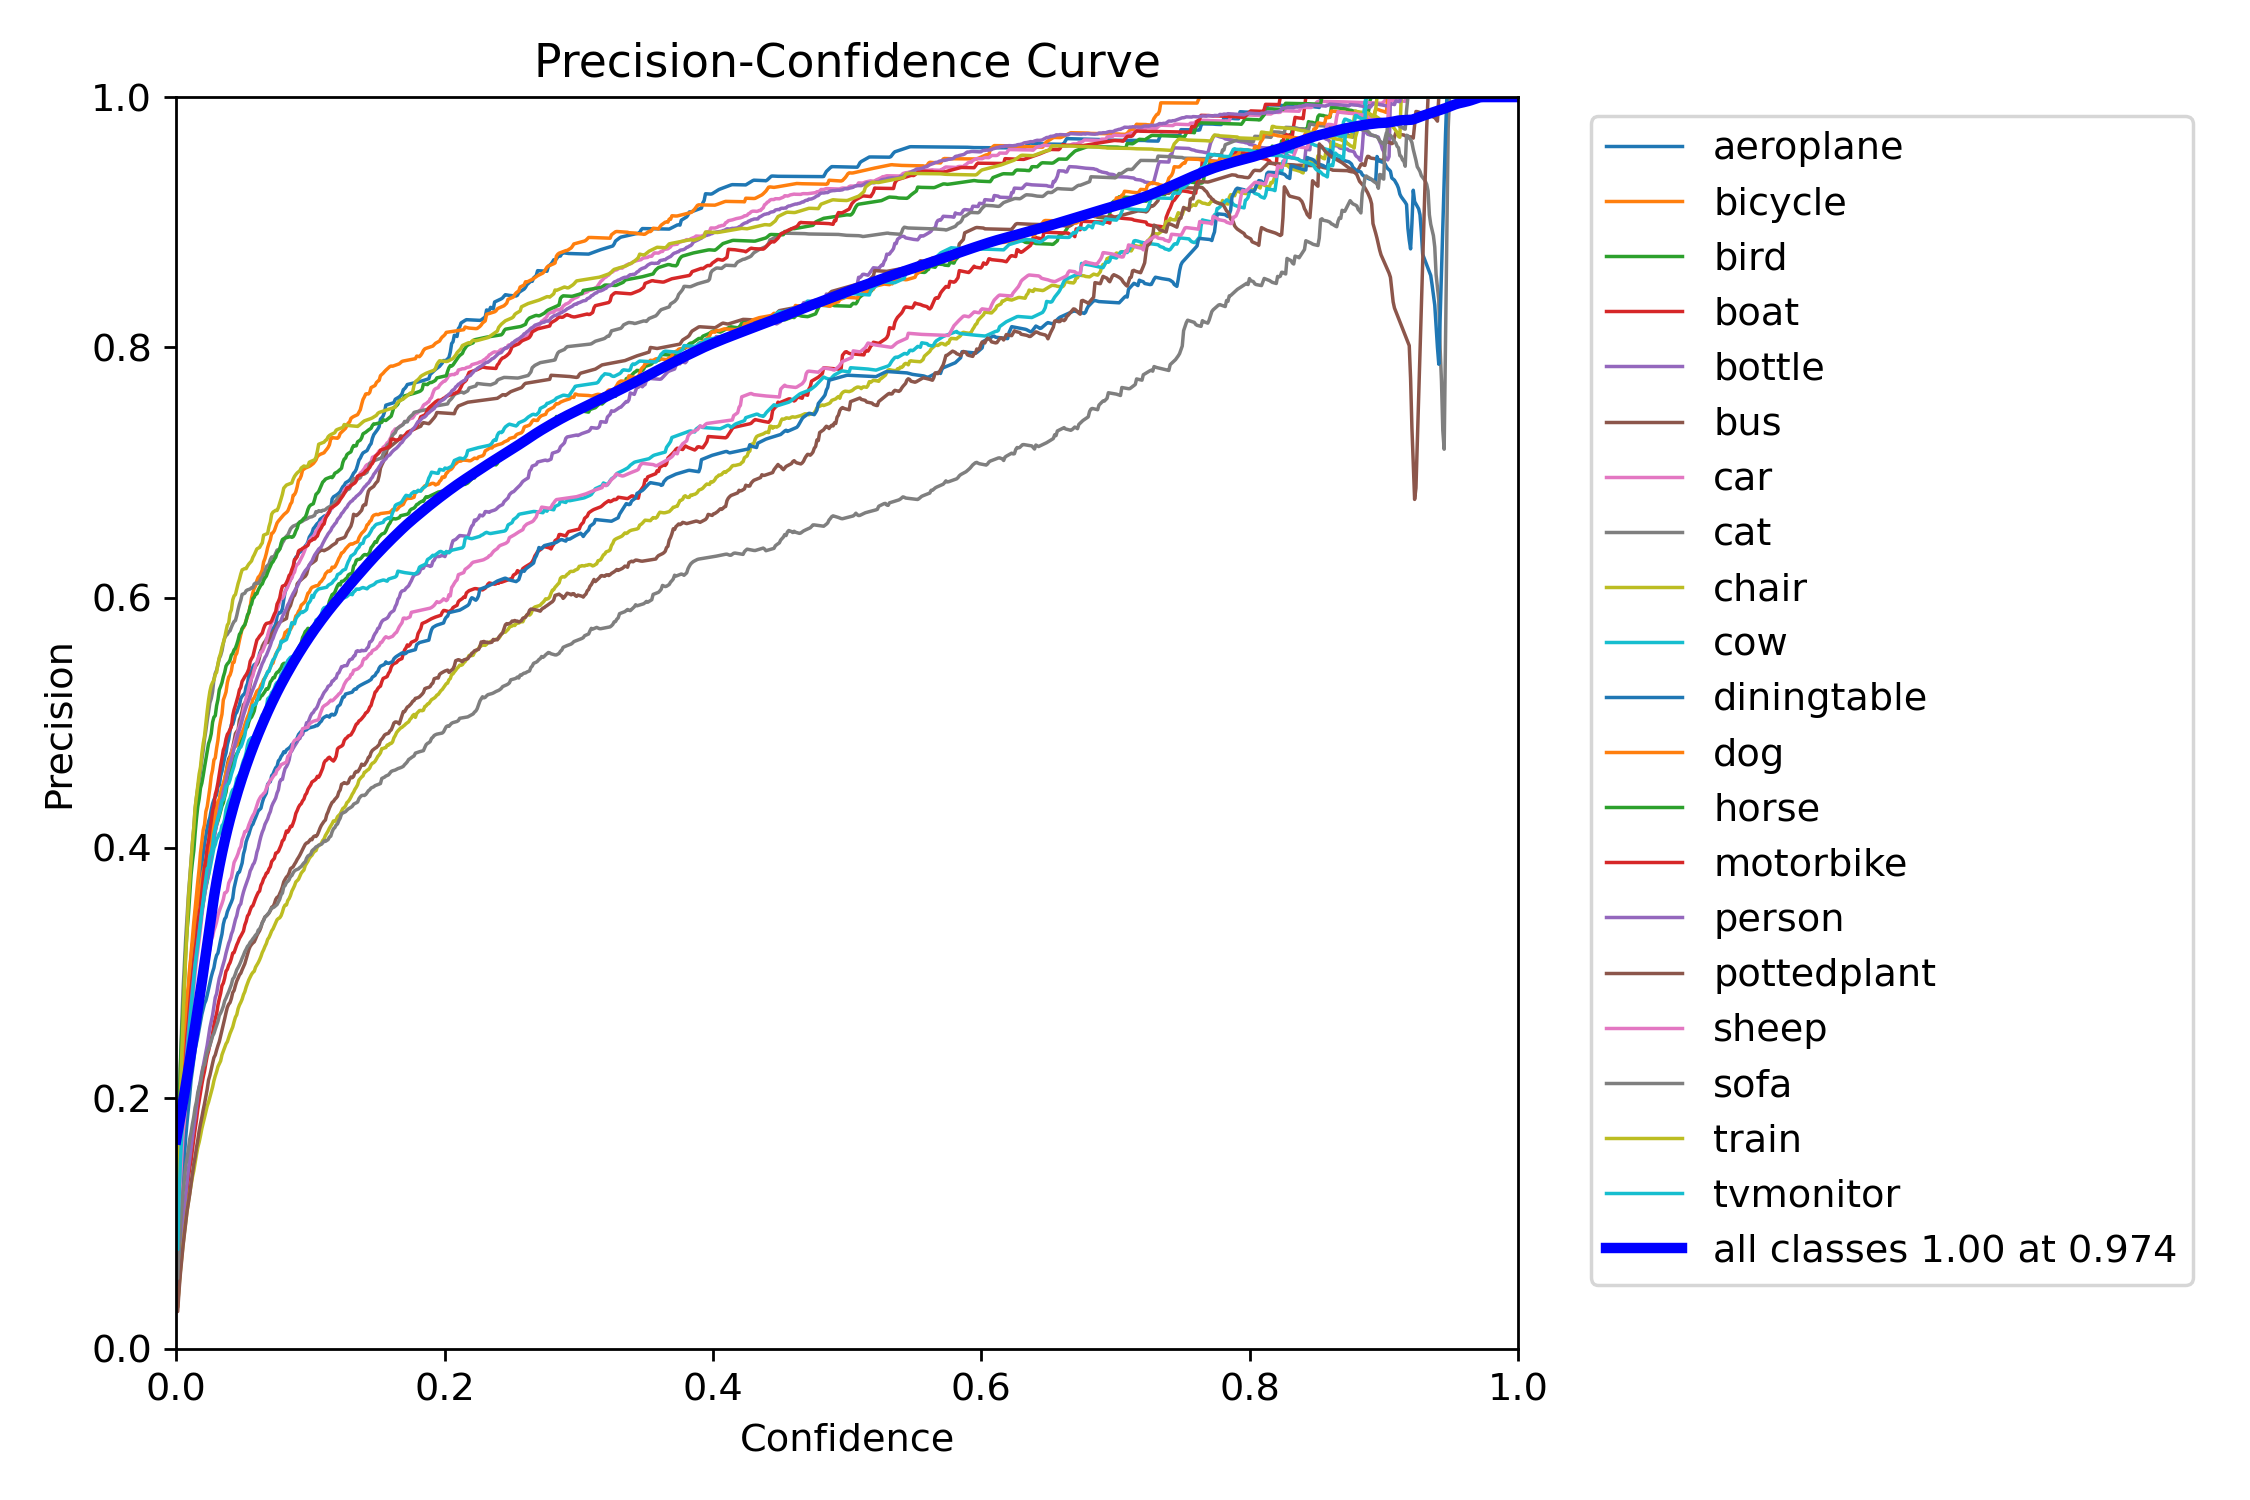 Precision-Confidence Curve
1.0
0.8
0.6
0.4
0.2
0.0
Precision
0.0 0.2 0.4 0.6 0.8 1.0
Confidence
aeroplane
bicycle
bird
boat
bottle
bus
car
cat
chair
cow
diningtable
dog
horse
motorbike
person
pottedplant
sheep
sofa
train
tvmonitor
all classes 1.00 at 0.974